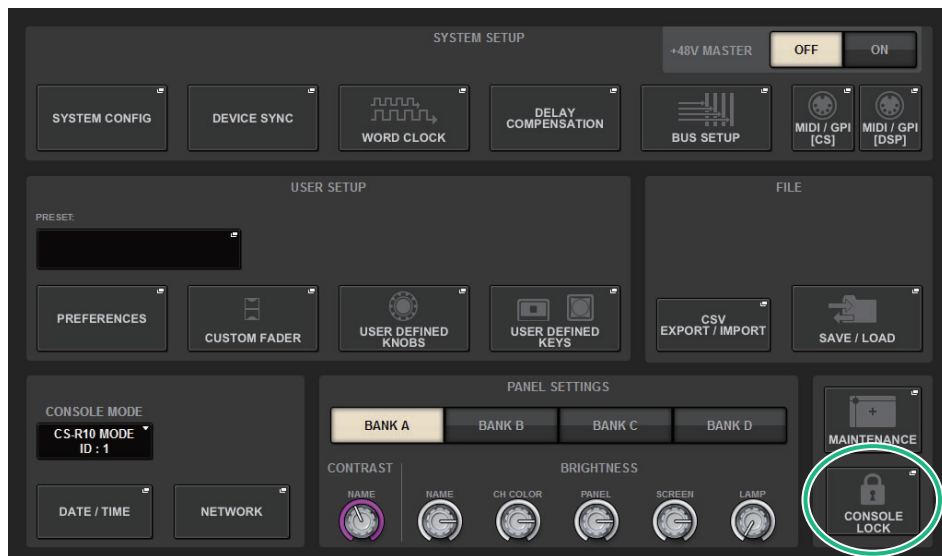 SYSTEM SETUP
+48V MASTER
OFF
ON
SYSTEM CONFIG
DEVICE SYNC
WORD CLOCK
DELAY
COMPENSATION
BUS SETUP
MIDI / GPI
[CS]
MIDI / GPI
[DSP]
USER SETUP
PRESET:
PREFERENCES
CUSTOM FADER
USER DEFINED
KNOBS
USER DEFINED
KEYS
FILE
CSV
EXPORT / IMPORT
SAVE / LOAD
CONSOLE MODE
CS-R10 MODE
ID : 1
DATE / TIME
NETWORK
PANEL SETTINGS
BANK A
BANK B
BANK C
BANK D
CONTRAST
BRIGHTNESS
NAME
NAME
CH COLOR
PANEL
SCREEN
LAMP
MAINTENANCE
CONSOLE
LOCK